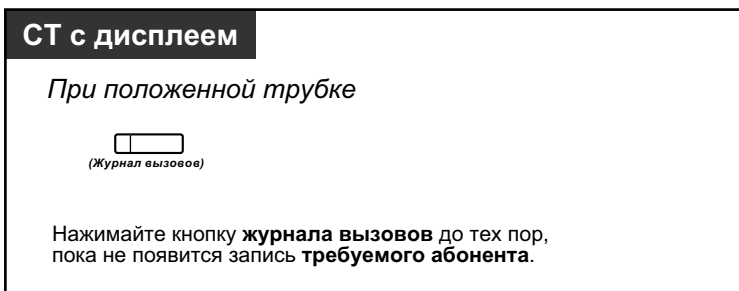 СТ с дисплеем
При положенной трубке
(Журнал вызовов)
Нажимайте кнопку журнала вызовов до тех пор,
пока не появится запись требуемого абонента.